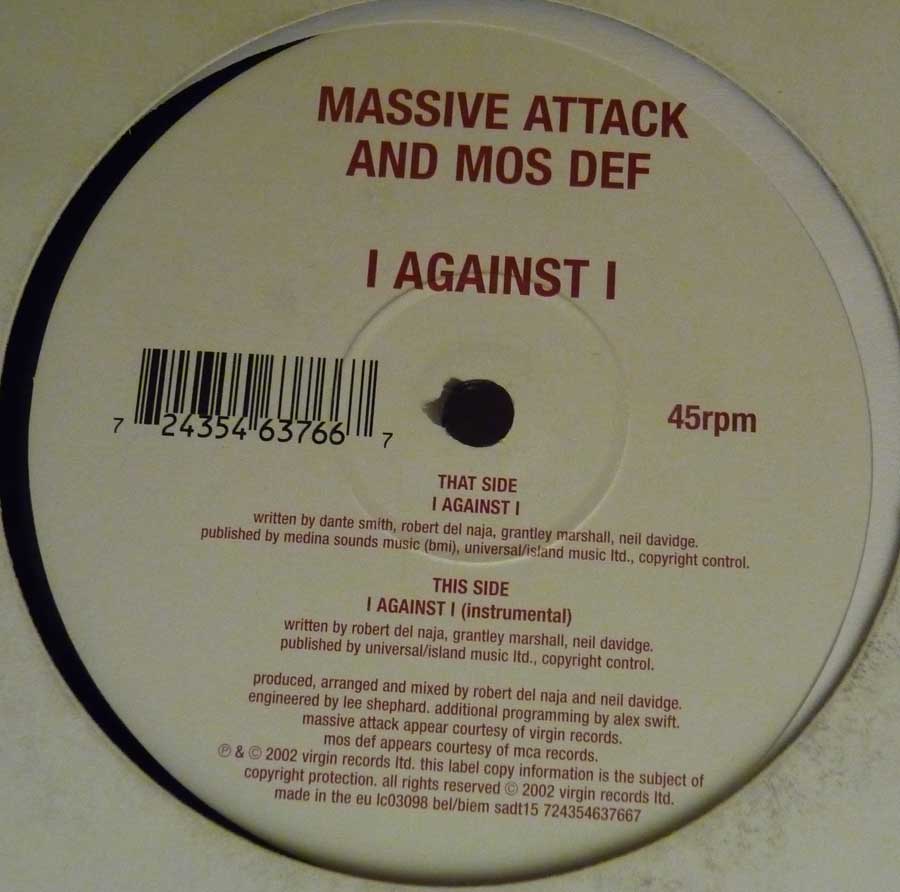 MASSIVE ATTACK
AND MOS DEF
I AGAINST I
7 24354 63766 7
45rpm
THAT SIDE
I AGAINST I
written by dante smith, robert del naja, grantley marshall, neil davidge.
published by medina sounds music (bmi), universal/island music ltd., copyright control.
THIS SIDE
I AGAINST I (instrumental)
written by robert del naja, grantley marshall, neil davidge.
published by universal/island music ltd., copyright control.
produced, arranged and mixed by robert del naja and neil davidge.
engineered by lee shephard. additional programming by alex swift.
massive attack appear courtesy of virgin records.
mos def appears courtesy of mca records.
℗ & © 2002 virgin records ltd. this label copy information is the subject of
copyright protection. all rights reserved © 2002 virgin records ltd.
made in the eu lc03098 bel/biem sadt15 724354637667